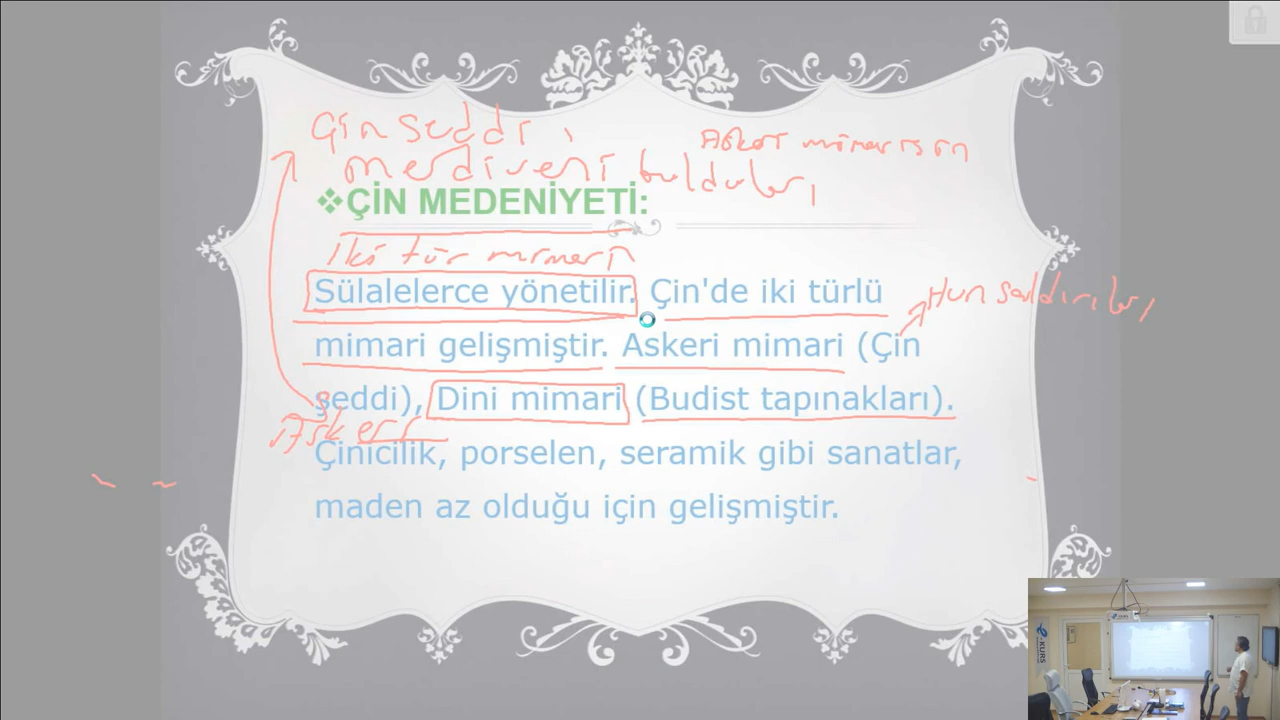 Çin seddi,
Asker mimarisin
merdiveni buldular
❖ÇİN MEDENİYETİ:
İki tür mimari
Sülalelerce yönetilir. Çin'de iki türlü
Hun saldırıları
mimari gelişmiştir. Askeri mimari (Çin
şeddi), Dini mimari (Budist tapınakları).
Askeri
Çinicilik, porselen, seramik gibi sanatlar,
maden az olduğu için gelişmiştir.
e-KURS